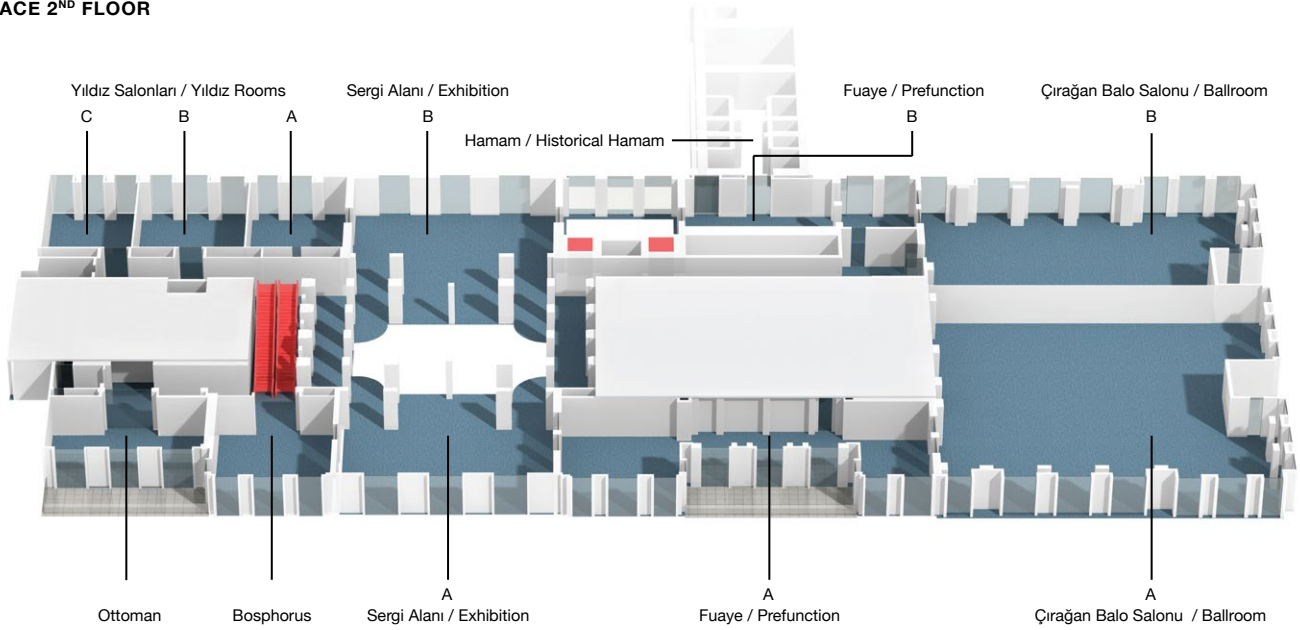 ACE 2ND FLOOR
Yıldız Salonları / Yıldız Rooms
C B A
Sergi Alanı / Exhibition
B
Hamam / Historical Hamam
Fuaye / Prefunction
B
Çırağan Balo Salonu / Ballroom
B
Ottoman
Bosphorus
A
Sergi Alanı / Exhibition
A
Fuaye / Prefunction
A
Çırağan Balo Salonu / Ballroom